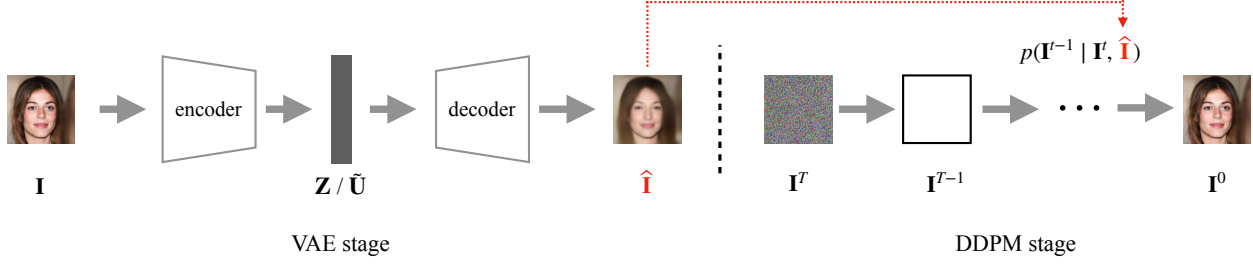 p(I^{t−1} | I^t, Î)
encoder
decoder
· · ·
I
Z / Ũ
Î
I^T
I^{T−1}
I^0
VAE stage
DDPM stage